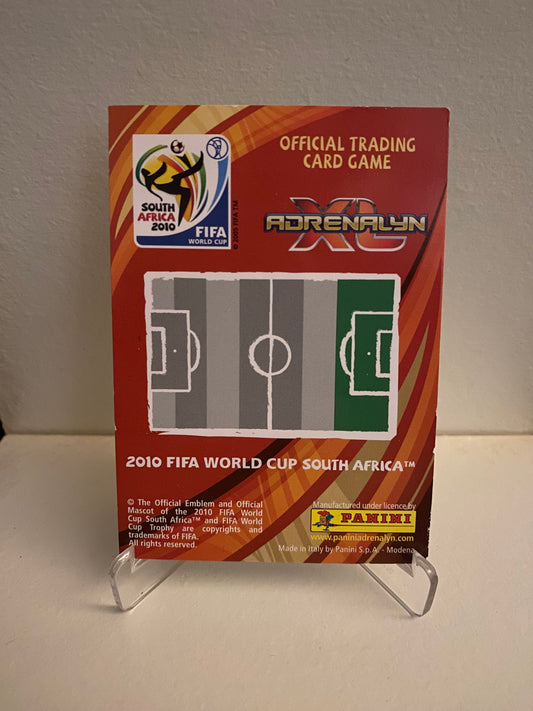 OFFICIAL TRADING
CARD GAME
SOUTH
AFRICA
2010
FIFA
WORLD CUP
© 2005 FIFA TM
ADRENALYN
XL
2010 FIFA WORLD CUP SOUTH AFRICA™
© The Official Emblem and Official
Mascot of the 2010 FIFA World
Cup South Africa™ and FIFA World
Cup Trophy are copyrights and
trademarks of FIFA.
All rights reserved.
Manufactured under licence by
PANINI
www.paniniadrenalyn.com
Made in Italy by Panini S.p.A. - Modena